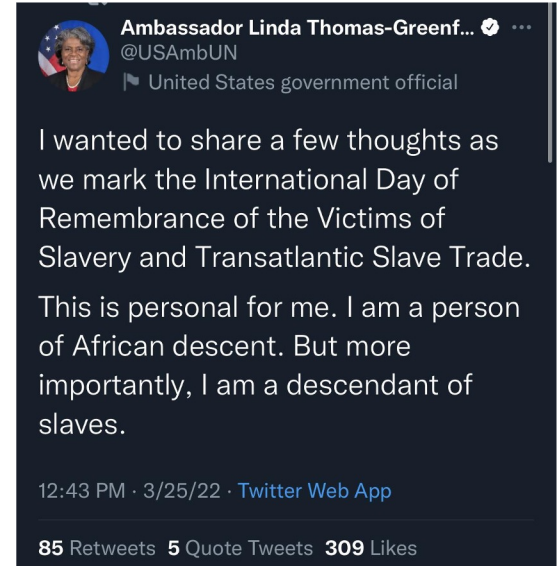 Ambassador Linda Thomas-Greenf...
@USAmbUN
United States government official
I wanted to share a few thoughts as
we mark the International Day of
Remembrance of the Victims of
Slavery and Transatlantic Slave Trade.
This is personal for me. I am a person
of African descent. But more
importantly, I am a descendant of
slaves.
12:43 PM · 3/25/22 · Twitter Web App
85 Retweets 5 Quote Tweets 309 Likes